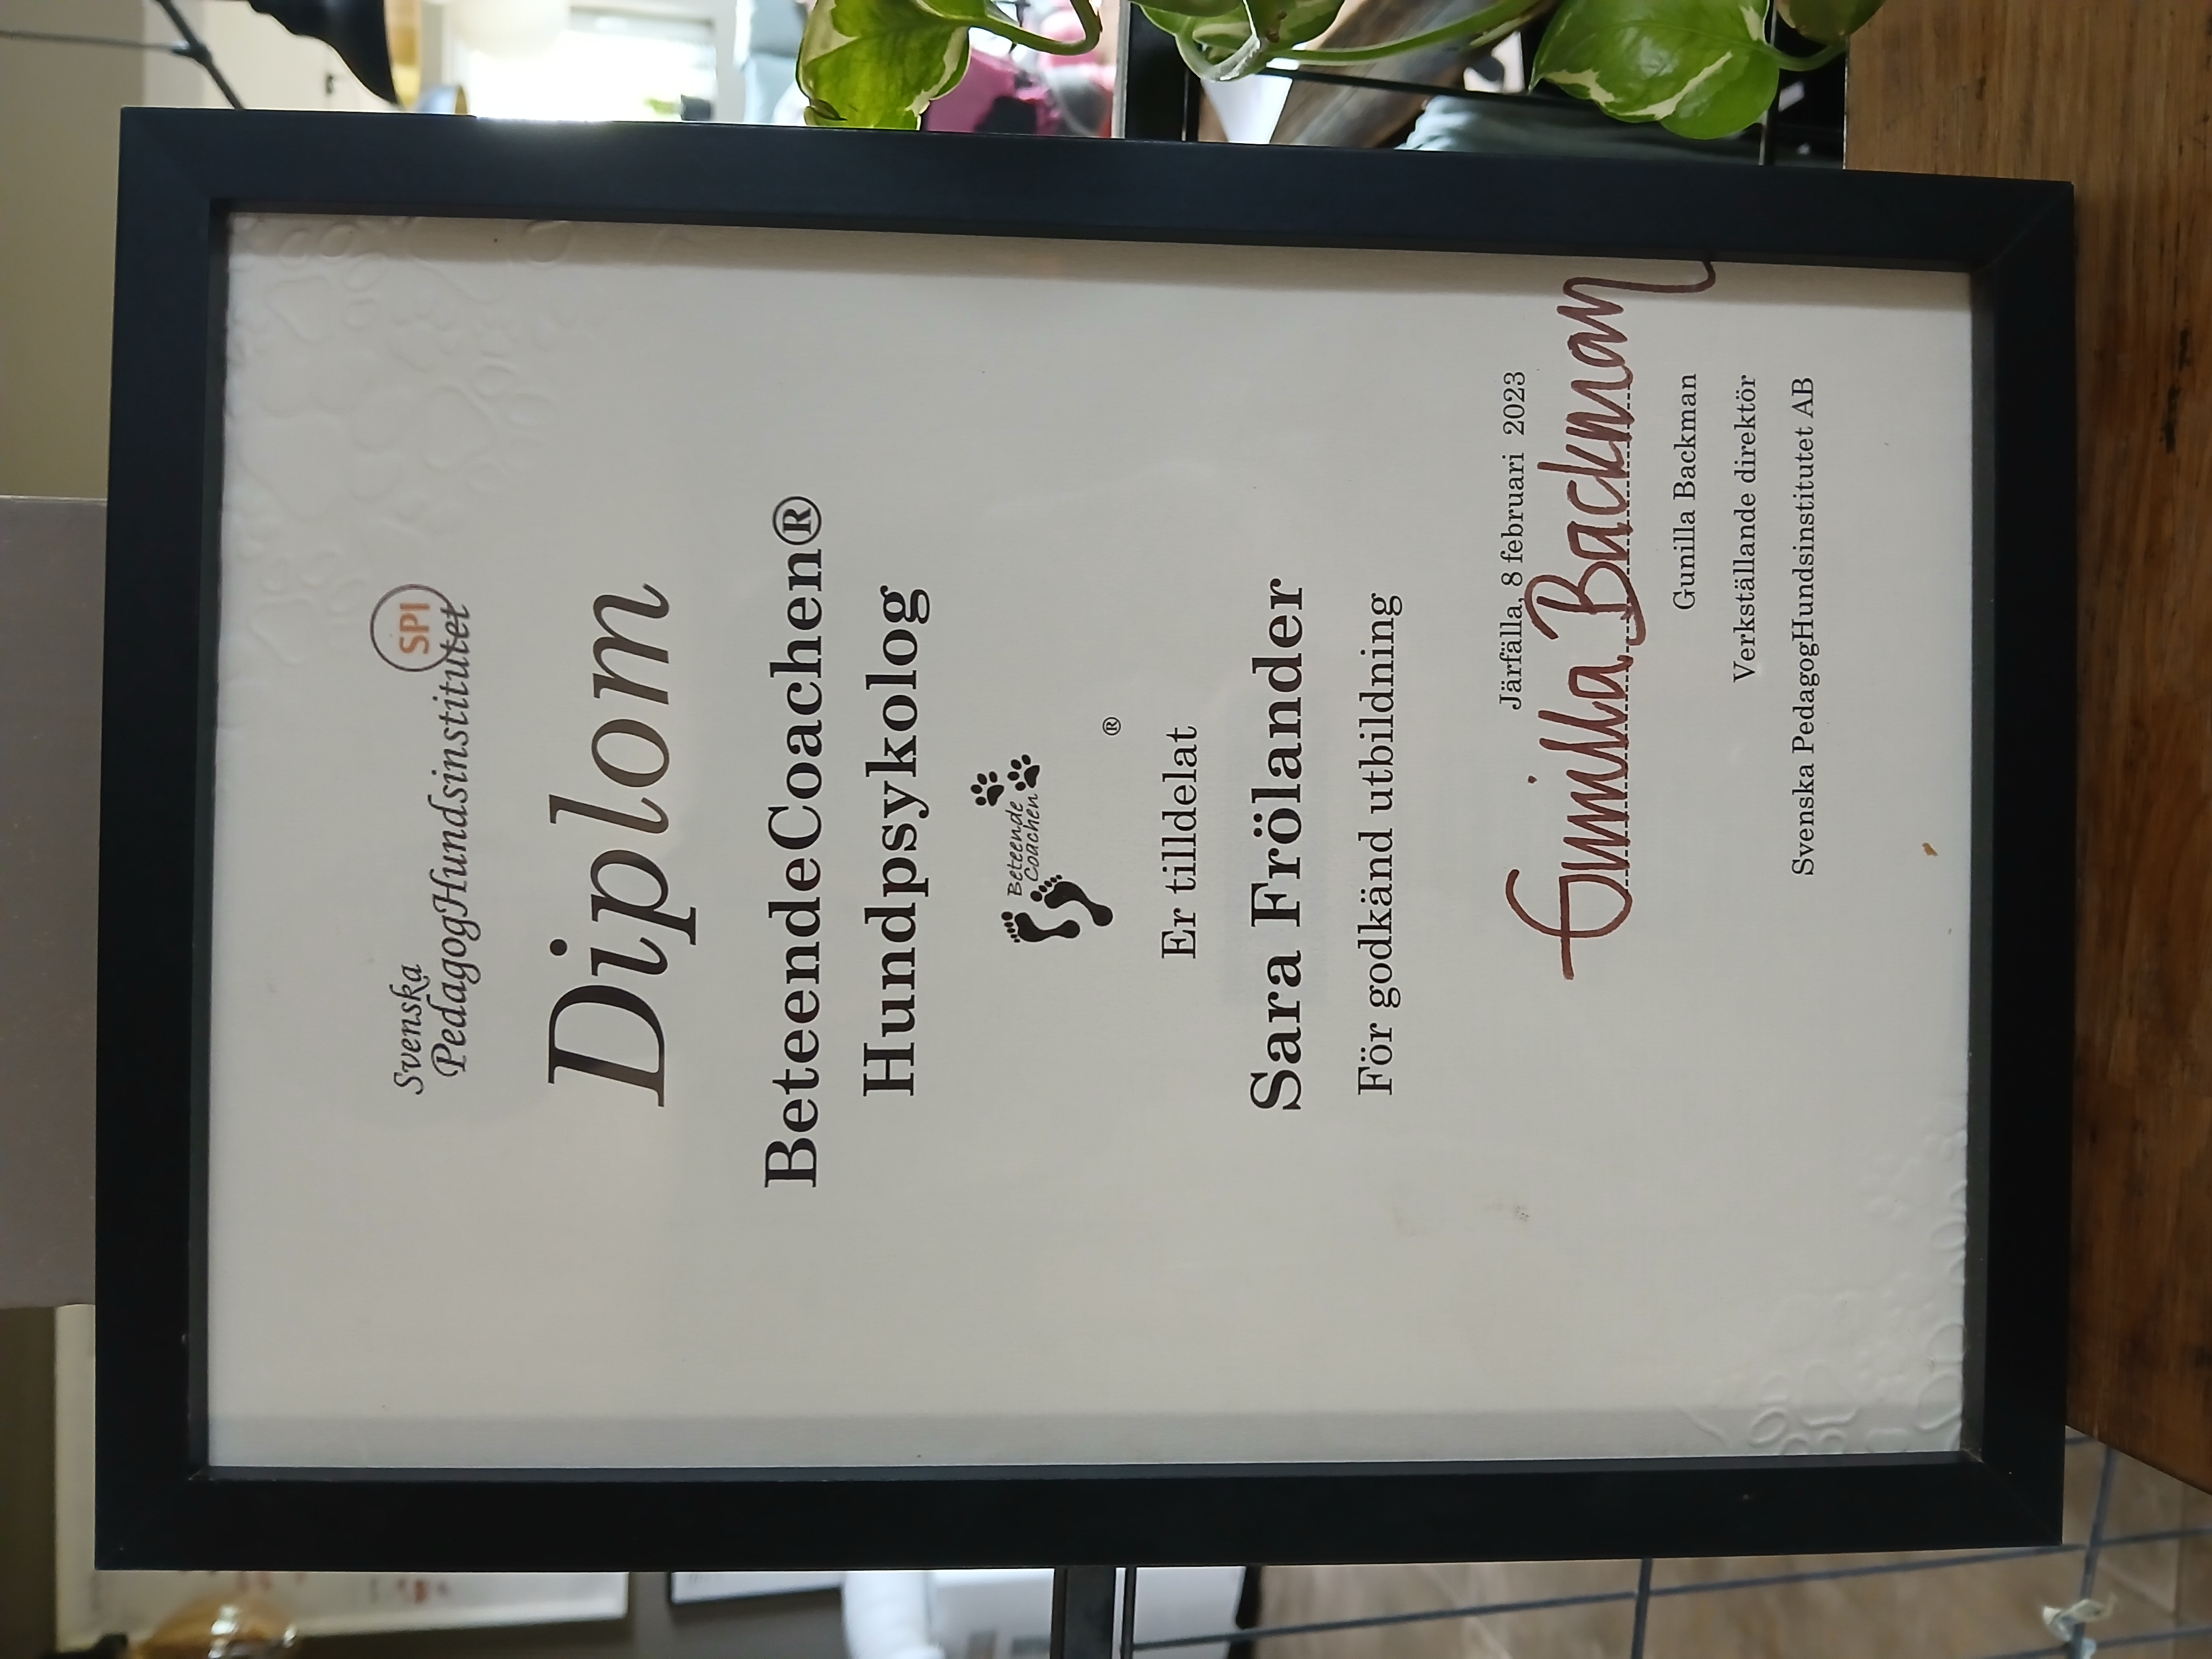 Svenska
PedagogHundsinstitutet
SPI
Diplom
BeteendeCoachen®
Hundpsykolog
Beteende
Coachen
®
Er tilldelat
Sara Frölander
För godkänd utbildning
Järfälla, 8 februari 2023
Gunilla Backman
Gunilla Backman
Verkställande direktör
Svenska PedagogHundsinstitutet AB